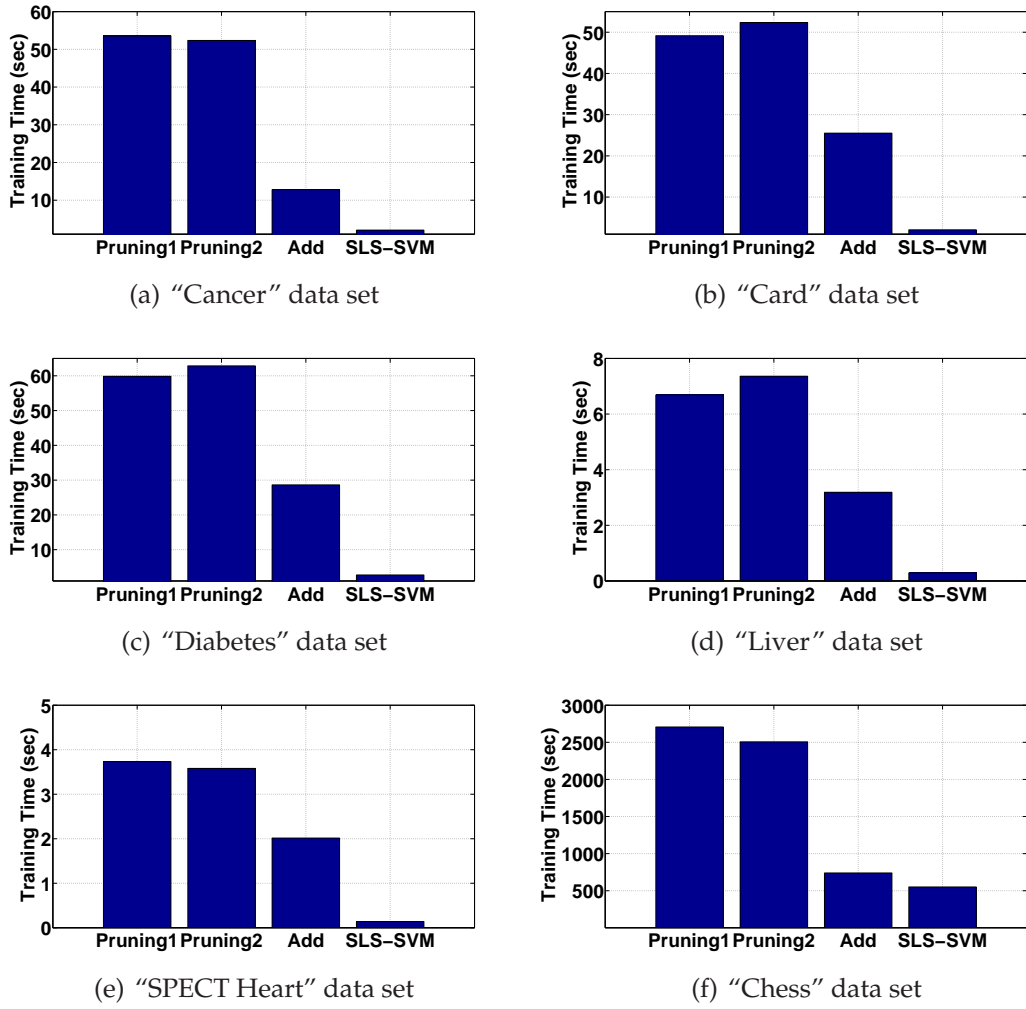 60
50
40
30
20
10
Training Time (sec)
Pruning1 Pruning2 Add SLS−SVM
(a) “Cancer” data set
50
40
30
20
10
Training Time (sec)
Pruning1 Pruning2 Add SLS−SVM
(b) “Card” data set
60
50
40
30
20
10
Training Time (sec)
Pruning1 Pruning2 Add SLS−SVM
(c) “Diabetes” data set
8
6
4
2
0
Training Time (sec)
Pruning1 Pruning2 Add SLS−SVM
(d) “Liver” data set
5
4
3
2
1
0
Training Time (sec)
Pruning1 Pruning2 Add SLS−SVM
(e) “SPECT Heart” data set
3000
2500
2000
1500
1000
500
Training Time (sec)
Pruning1 Pruning2 Add SLS−SVM
(f) “Chess” data set